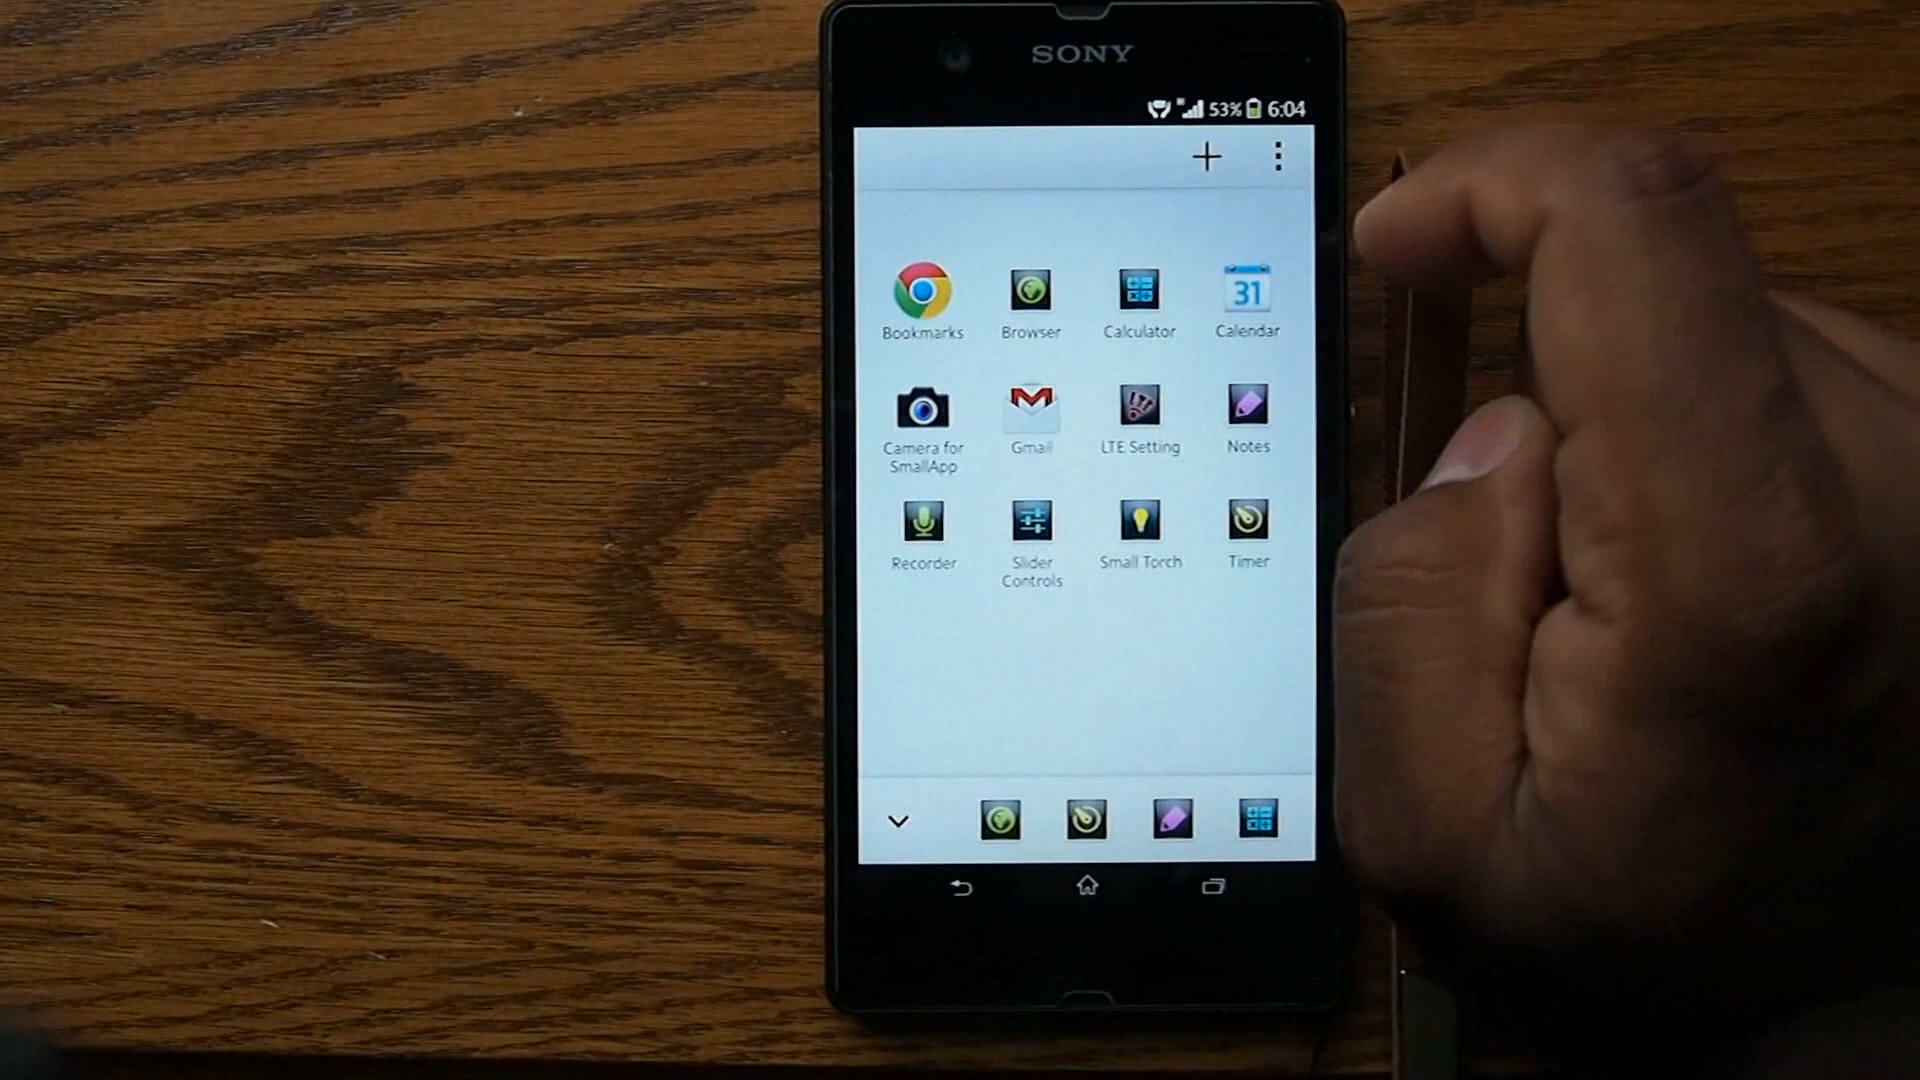 SONY
53% 6:04
Bookmarks Browser Calculator Calendar
31
Camera for SmallApp Gmail LTE Setting Notes
Recorder Slider Controls Small Torch Timer